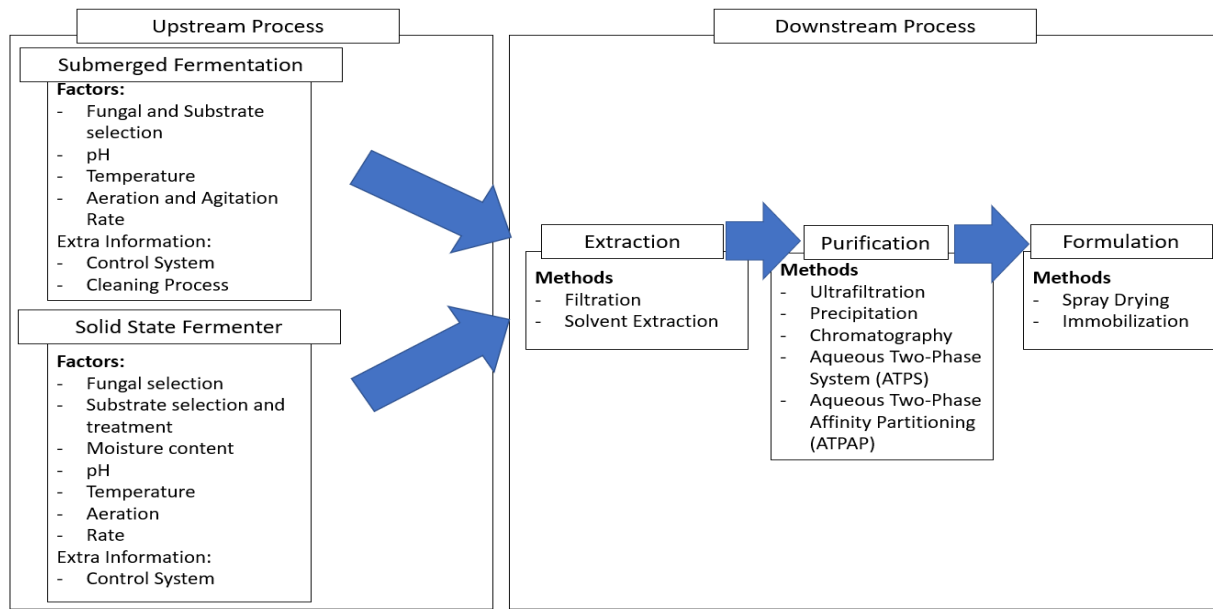 Upstream Process
Submerged Fermentation
Factors:
- Fungal and Substrate
selection
- pH
- Temperature
- Aeration and Agitation
Rate
Extra Information:
- Control System
- Cleaning Process
Solid State Fermenter
Factors:
- Fungal selection
- Substrate selection and
treatment
- Moisture content
- pH
- Temperature
- Aeration
- Rate
Extra Information:
- Control System
Downstream Process
Extraction
Methods
- Filtration
- Solvent Extraction
Purification
Methods
- Ultrafiltration
- Precipitation
- Chromatography
- Aqueous Two-Phase
System (ATPS)
- Aqueous Two-Phase
Affinity Partitioning
(ATPAP)
Formulation
Methods
- Spray Drying
- Immobilization